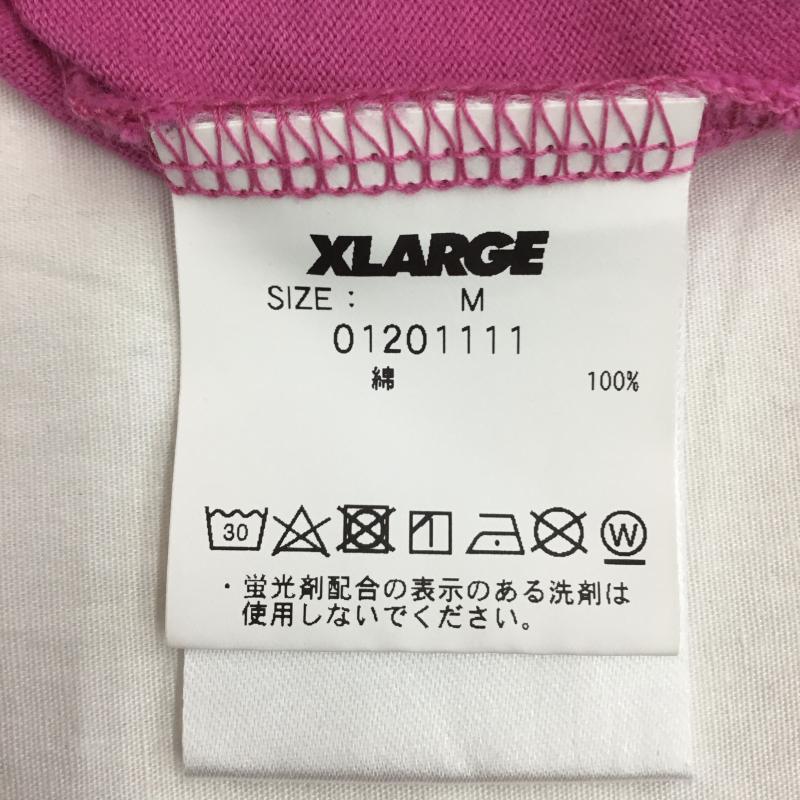 XLARGE
SIZE : M
01201111
綿 100%
30 W
・蛍光剤配合の表示のある洗剤は
使用しないでください。